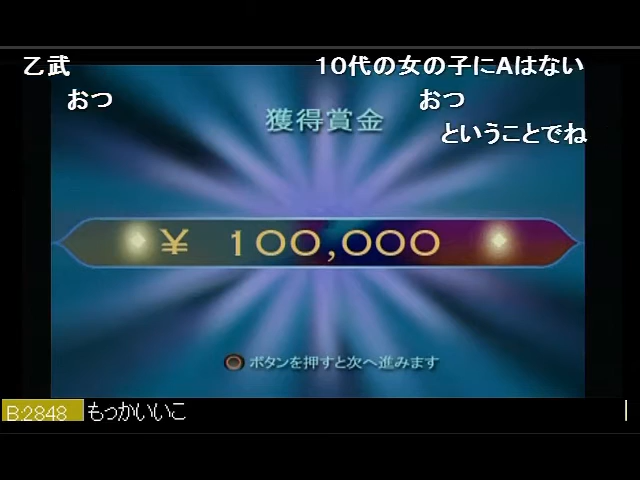 乙武
10代の女の子にAはない
おつ
おつ
獲得賞金
ということでね
¥ 100,000
ボタンを押すと次へ進みます
B:2848 もっかいいこ